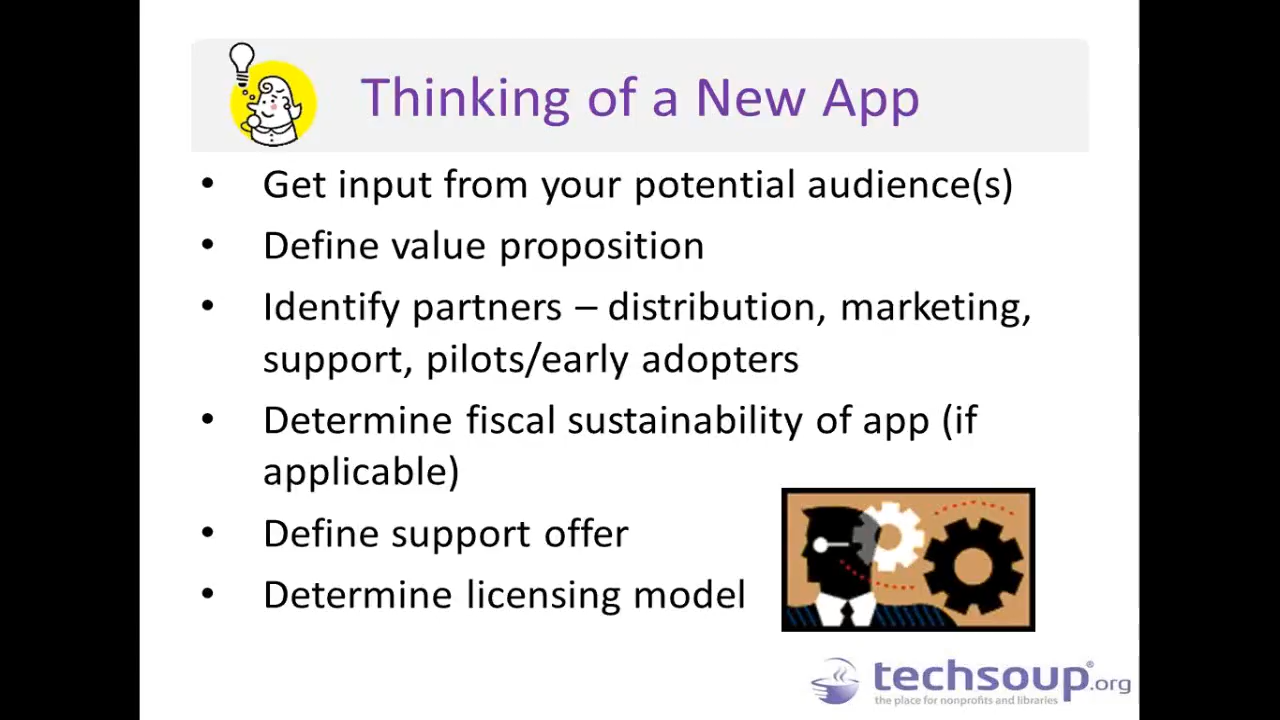 Thinking of a New App
• Get input from your potential audience(s)
• Define value proposition
• Identify partners – distribution, marketing,
support, pilots/early adopters
• Determine fiscal sustainability of app (if
applicable)
• Define support offer
• Determine licensing model
techsoup®.org
the place for nonprofits and libraries